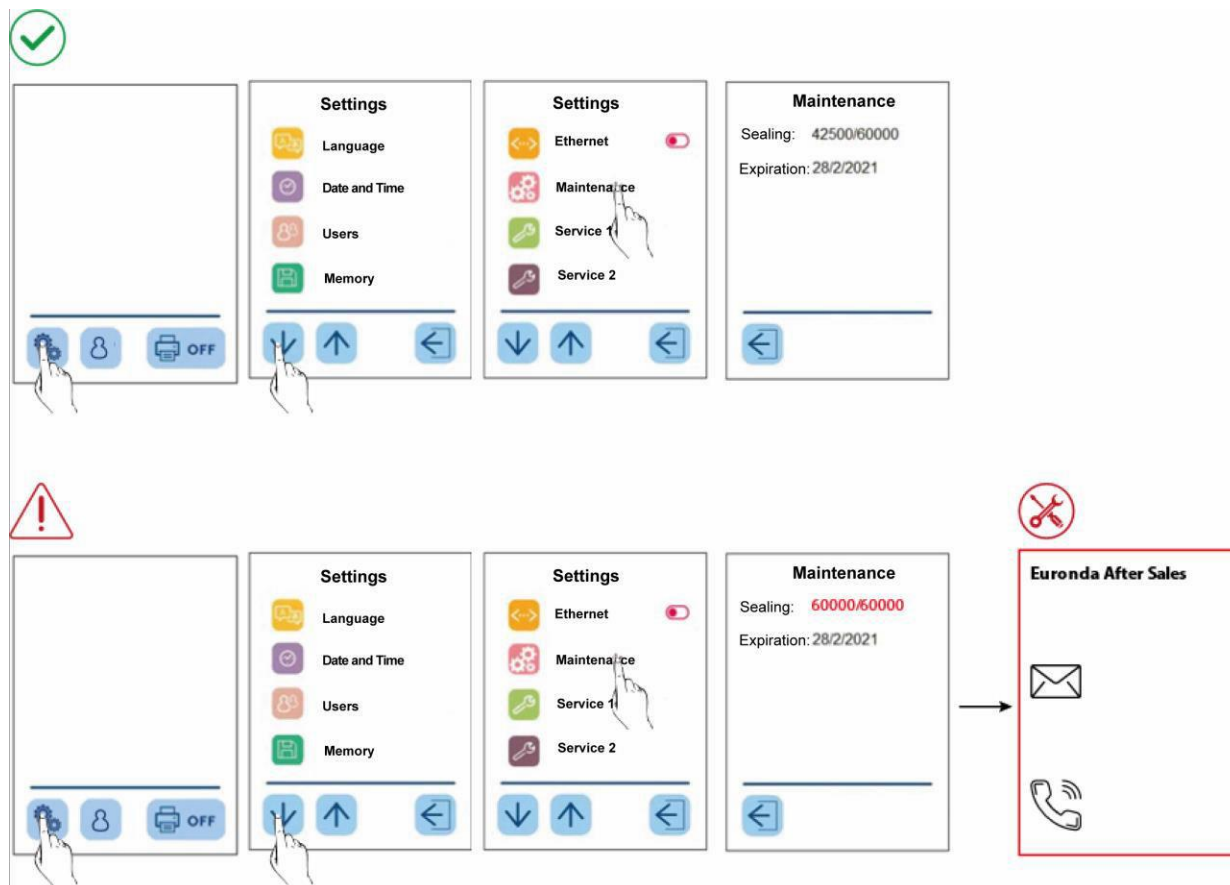 OFF
Settings
Language
Date and Time
Users
Memory
Settings
Ethernet
Maintenance
Service 1
Service 2
Maintenance
Sealing: 42500/60000
Expiration: 28/2/2021
OFF
Settings
Language
Date and Time
Users
Memory
Settings
Ethernet
Maintenance
Service 1
Service 2
Maintenance
Sealing: 60000/60000
Expiration: 28/2/2021
Euronda After Sales